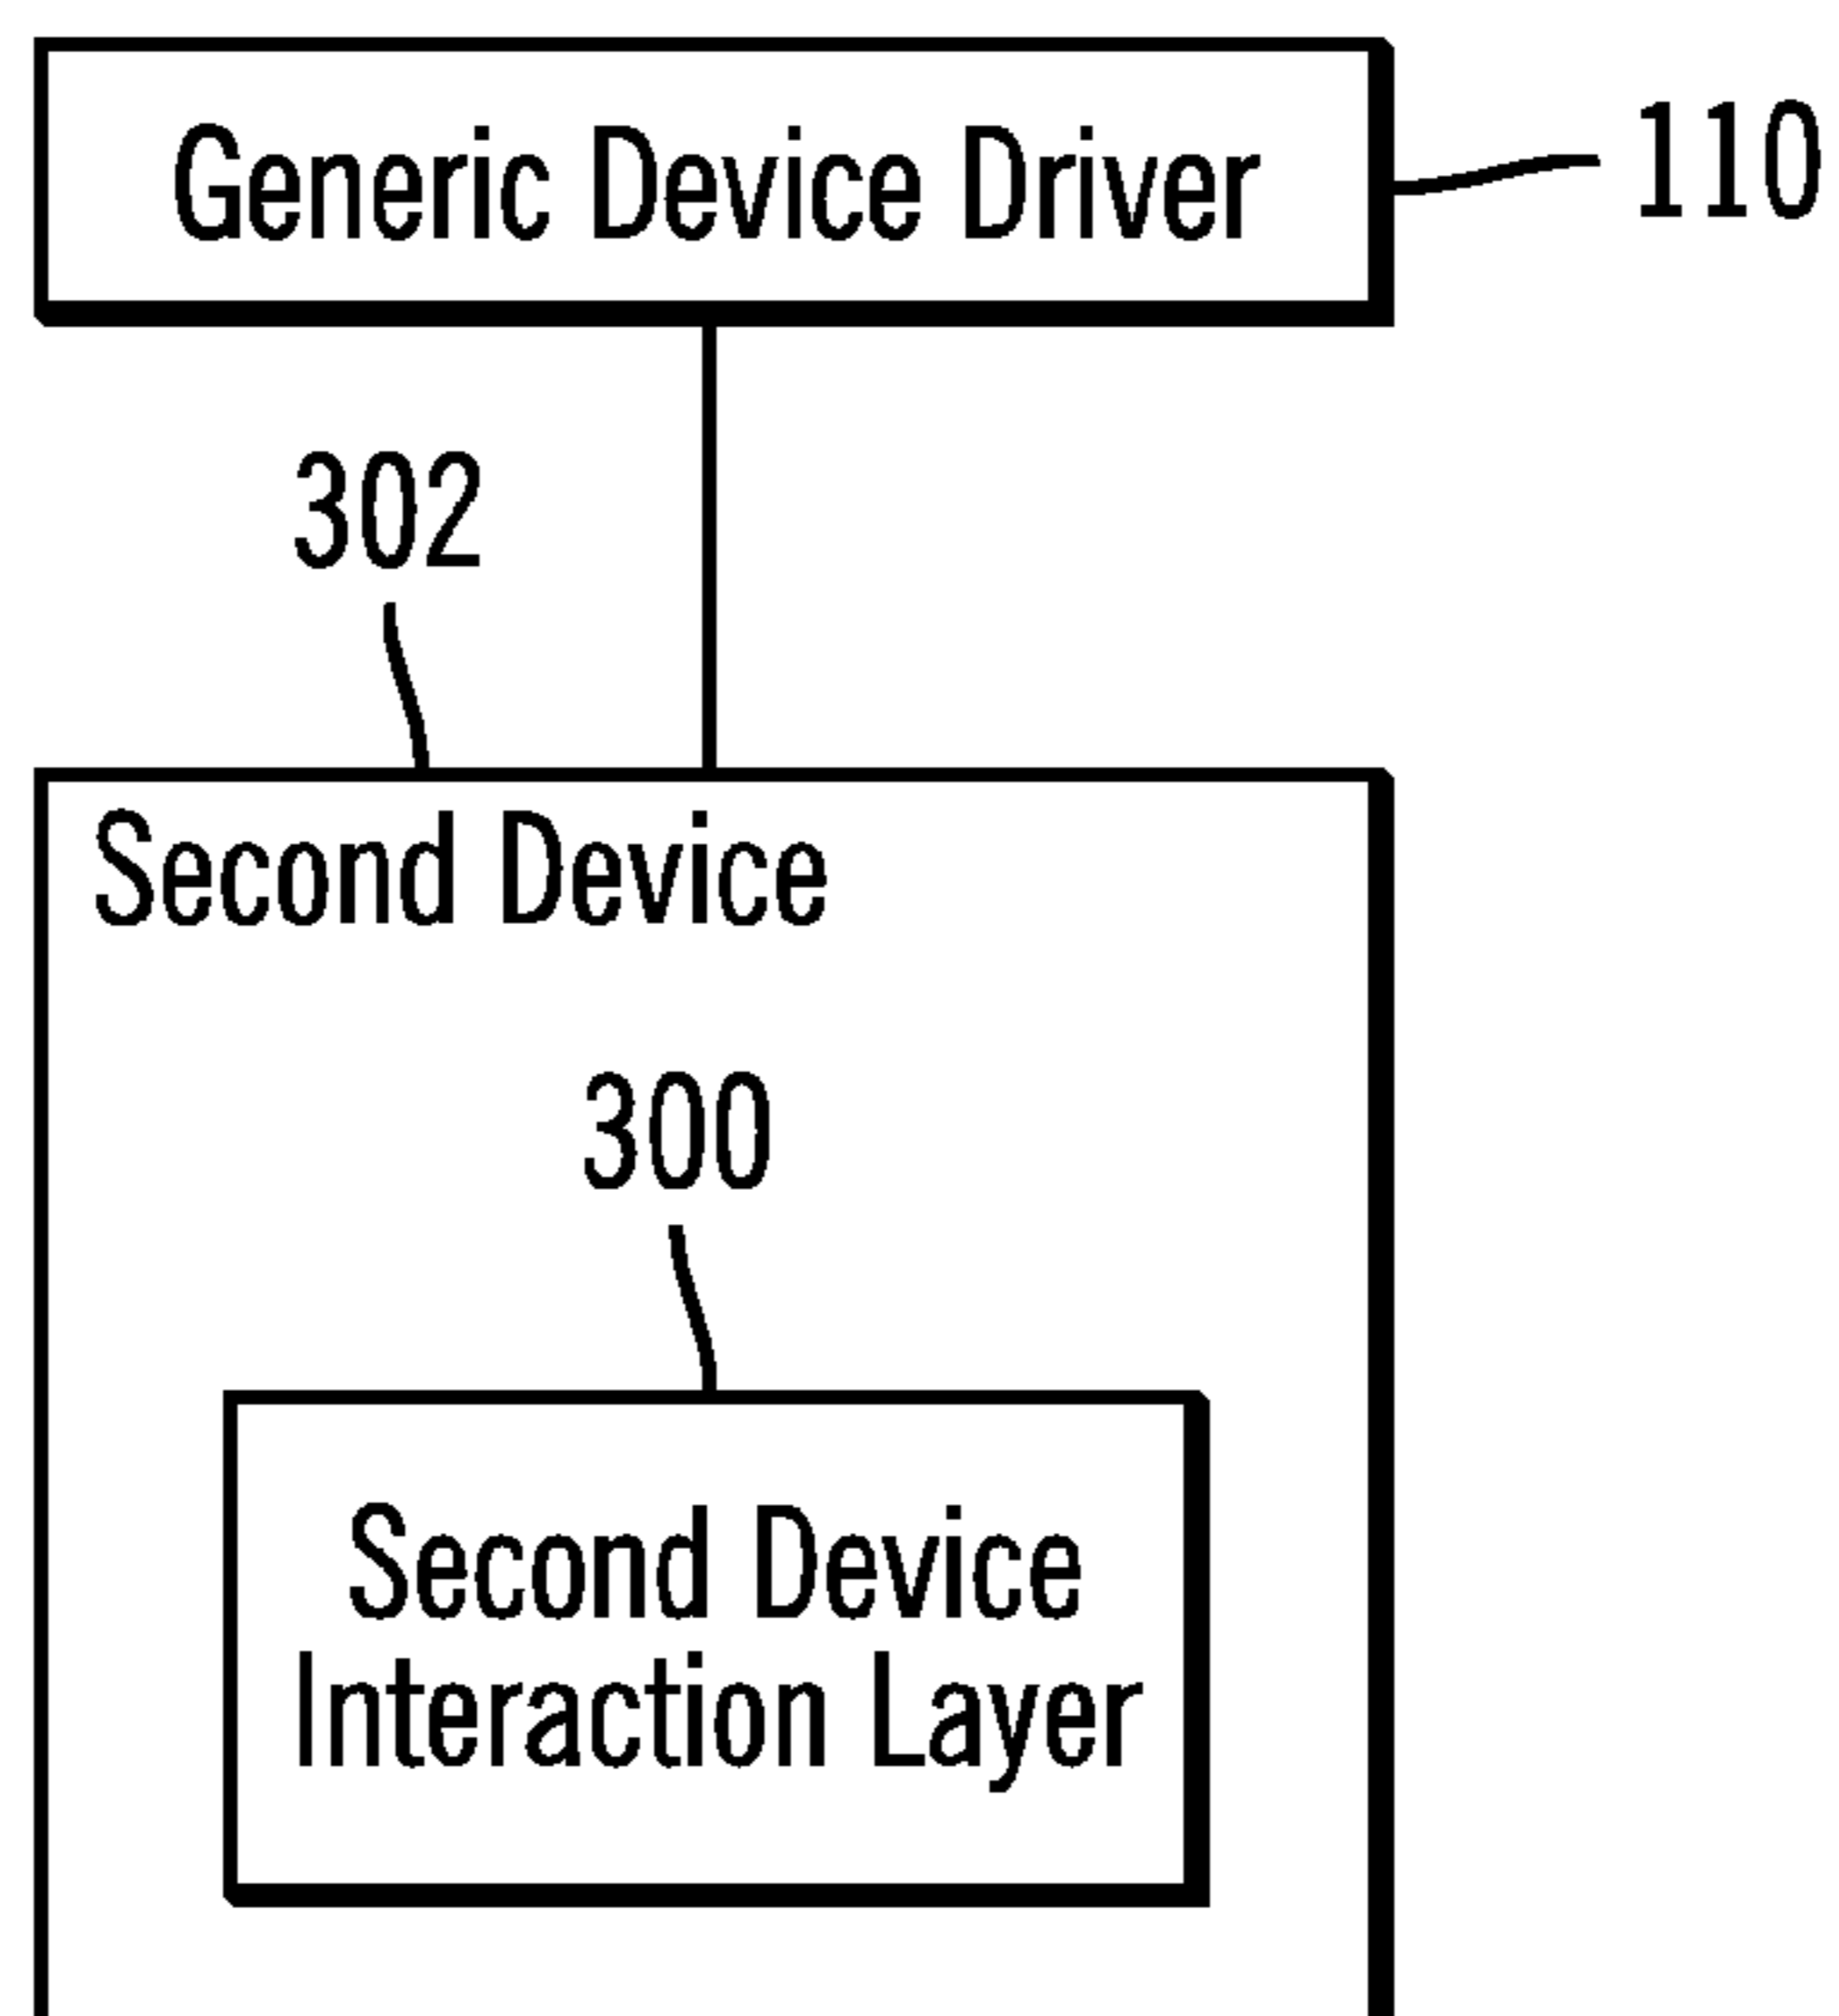 Generic Device Driver
110
302
Second Device
300
Second Device
Interaction Layer